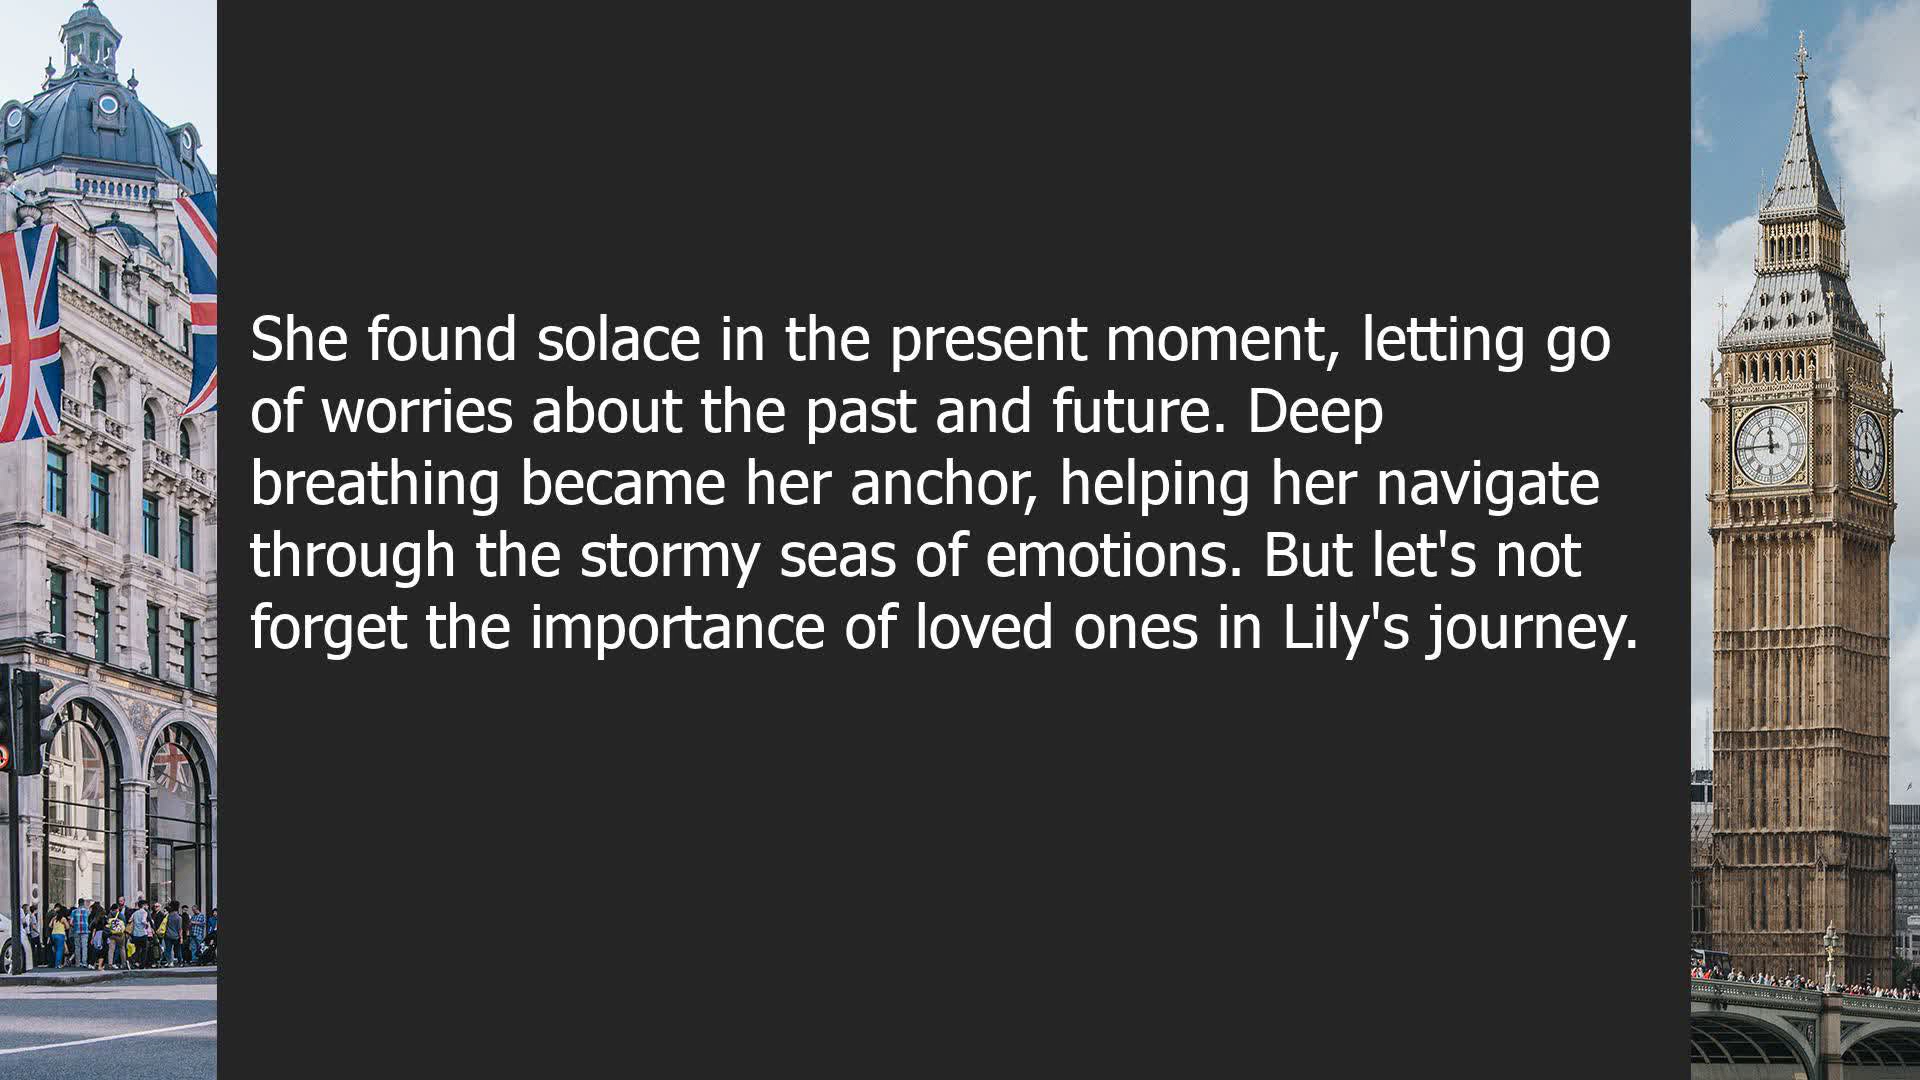 She found solace in the present moment, letting go
of worries about the past and future. Deep
breathing became her anchor, helping her navigate
through the stormy seas of emotions. But let's not
forget the importance of loved ones in Lily's journey.